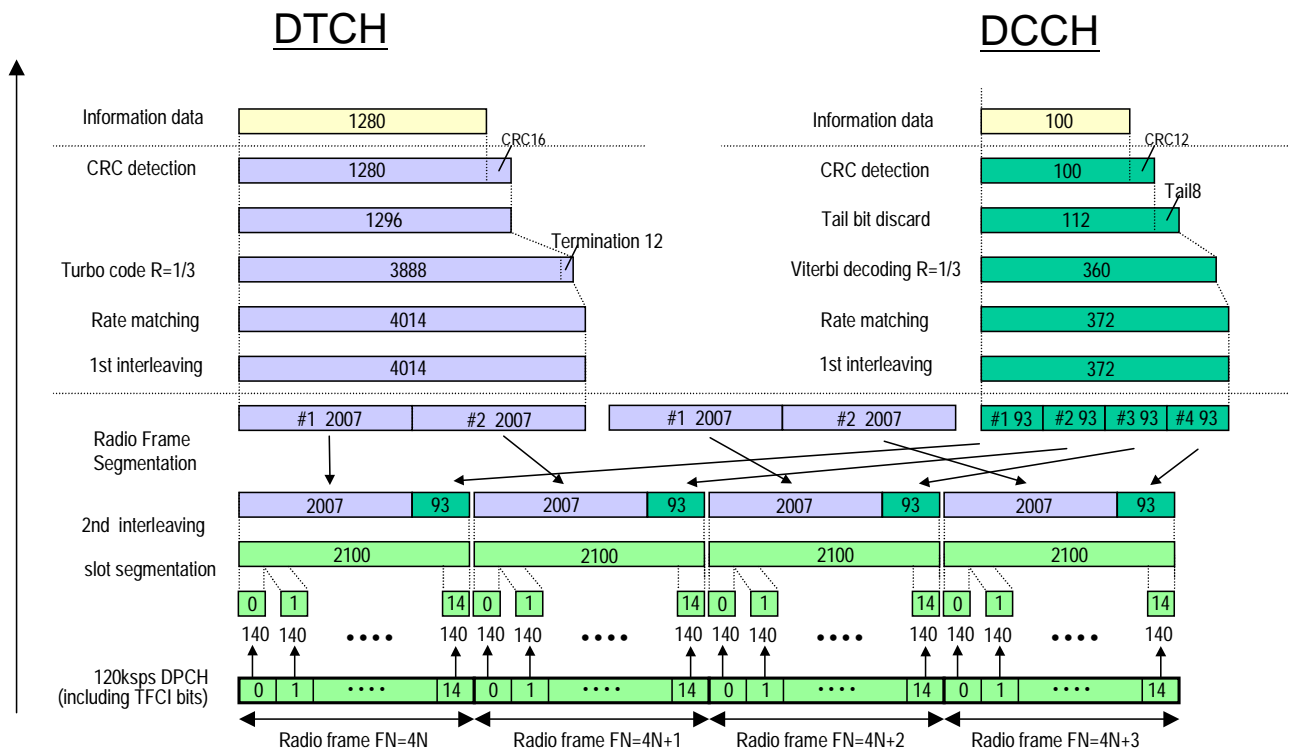 DTCH DCCH
Information data 1280 Information data 100
CRC16 CRC12
CRC detection 1280 CRC detection 100
Tail8
1296 Tail bit discard 112
Termination 12
Turbo code R=1/3 3888 Viterbi decoding R=1/3 360
Rate matching 4014 Rate matching 372
1st interleaving 4014 1st interleaving 372
#1 2007 #2 2007 #1 2007 #2 2007 #1 93 #2 93 #3 93 #4 93
Radio Frame
Segmentation
2007 93 2007 93 2007 93 2007 93
2nd interleaving
2100 2100 2100 2100
slot segmentation
0 1 14 0 1 14 0 1 14 0 1 14
140 140 •••• 140 140 140 •••• 140 140 140 •••• 140 140 140 •••• 140
120ksps DPCH
(including TFCI bits)
0 1 •••• 14 0 1 •••• 14 0 1 •••• 14 0 1 •••• 14
Radio frame FN=4N Radio frame FN=4N+1 Radio frame FN=4N+2 Radio frame FN=4N+3